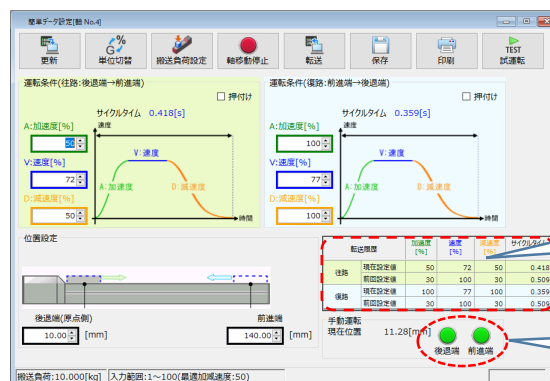 簡単データ設定[軸 No.4]
更新 単位切替 搬送負荷設定 軸移動停止 転送 保存 印刷 TEST 試運転
運転条件(往路:後退端→前進端)
押付け
サイクルタイム 0.418[s]
A:加速度[%]
50
V:速度[%]
72
D:減速度[%]
50
速度
V:速度
A:加速度
D:減速度
時間
運転条件(復路:前進端→後退端)
押付け
サイクルタイム 0.359[s]
A:加速度[%]
100
V:速度[%]
77
D:減速度[%]
100
速度
V:速度
A:加速度
D:減速度
時間
位置設定
後退端(原点側)
10.00 [mm]
前進端
140.00 [mm]
転送履歴 加速度[%] 速度[%] 減速度[%] サイクルタイム
往路 現在設定値 50 72 50 0.418
前回設定値 30 100 30 0.509
復路 現在設定値 100 77 100 0.359
前回設定値 30 100 30 0.509
手動運転
現在位置 11.28[mm]
後退端 前進端
搬送負荷:10.000[kg] 入力範囲:1～100(最適加減速度:50)